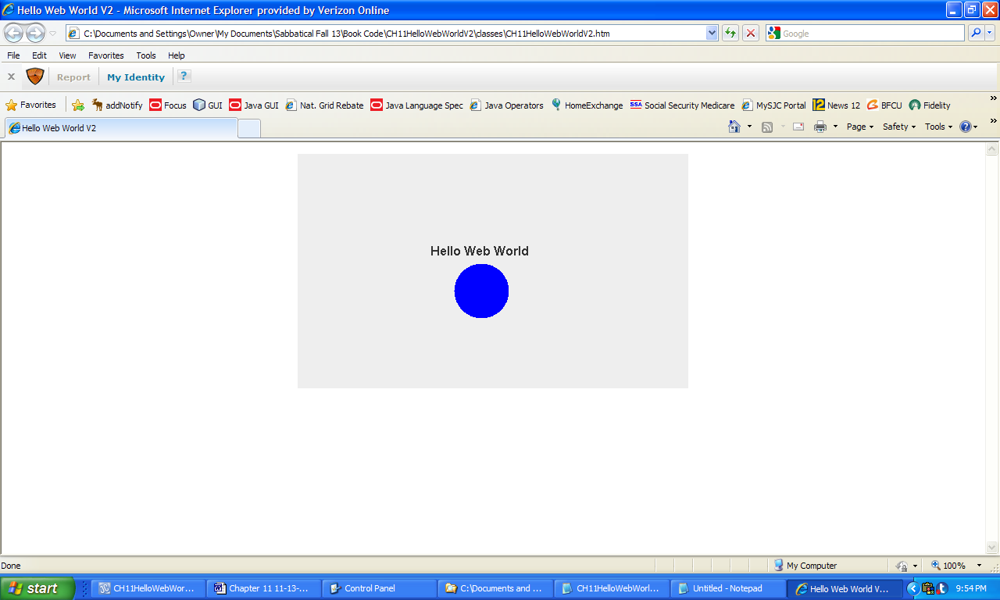 Hello Web World V2 - Microsoft Internet Explorer provided by Verizon Online
C:\Documents and Settings\Owner\My Documents\Sabbatical Fall 13\Book Code\CH11HelloWebWorldV2\classes\CH11HelloWebWorldV2.htm Google
File Edit View Favorites Tools Help
x Report My Identity ?
Favorites addNotify Focus GUI Java GUI Nat. Grid Rebate Java Language Spec Java Operators HomeExchange SSA Social Security Medicare MySJC Portal 12 News 12 BFCU Fidelity
Hello Web World V2 Page Safety Tools
Hello Web World
Done My Computer 100%
start CH11HelloWebWor... Chapter 11 11-13-... Control Panel C:\Documents and ... CH11HelloWebWorl... Untitled - Notepad Hello Web World V... 9:54 PM